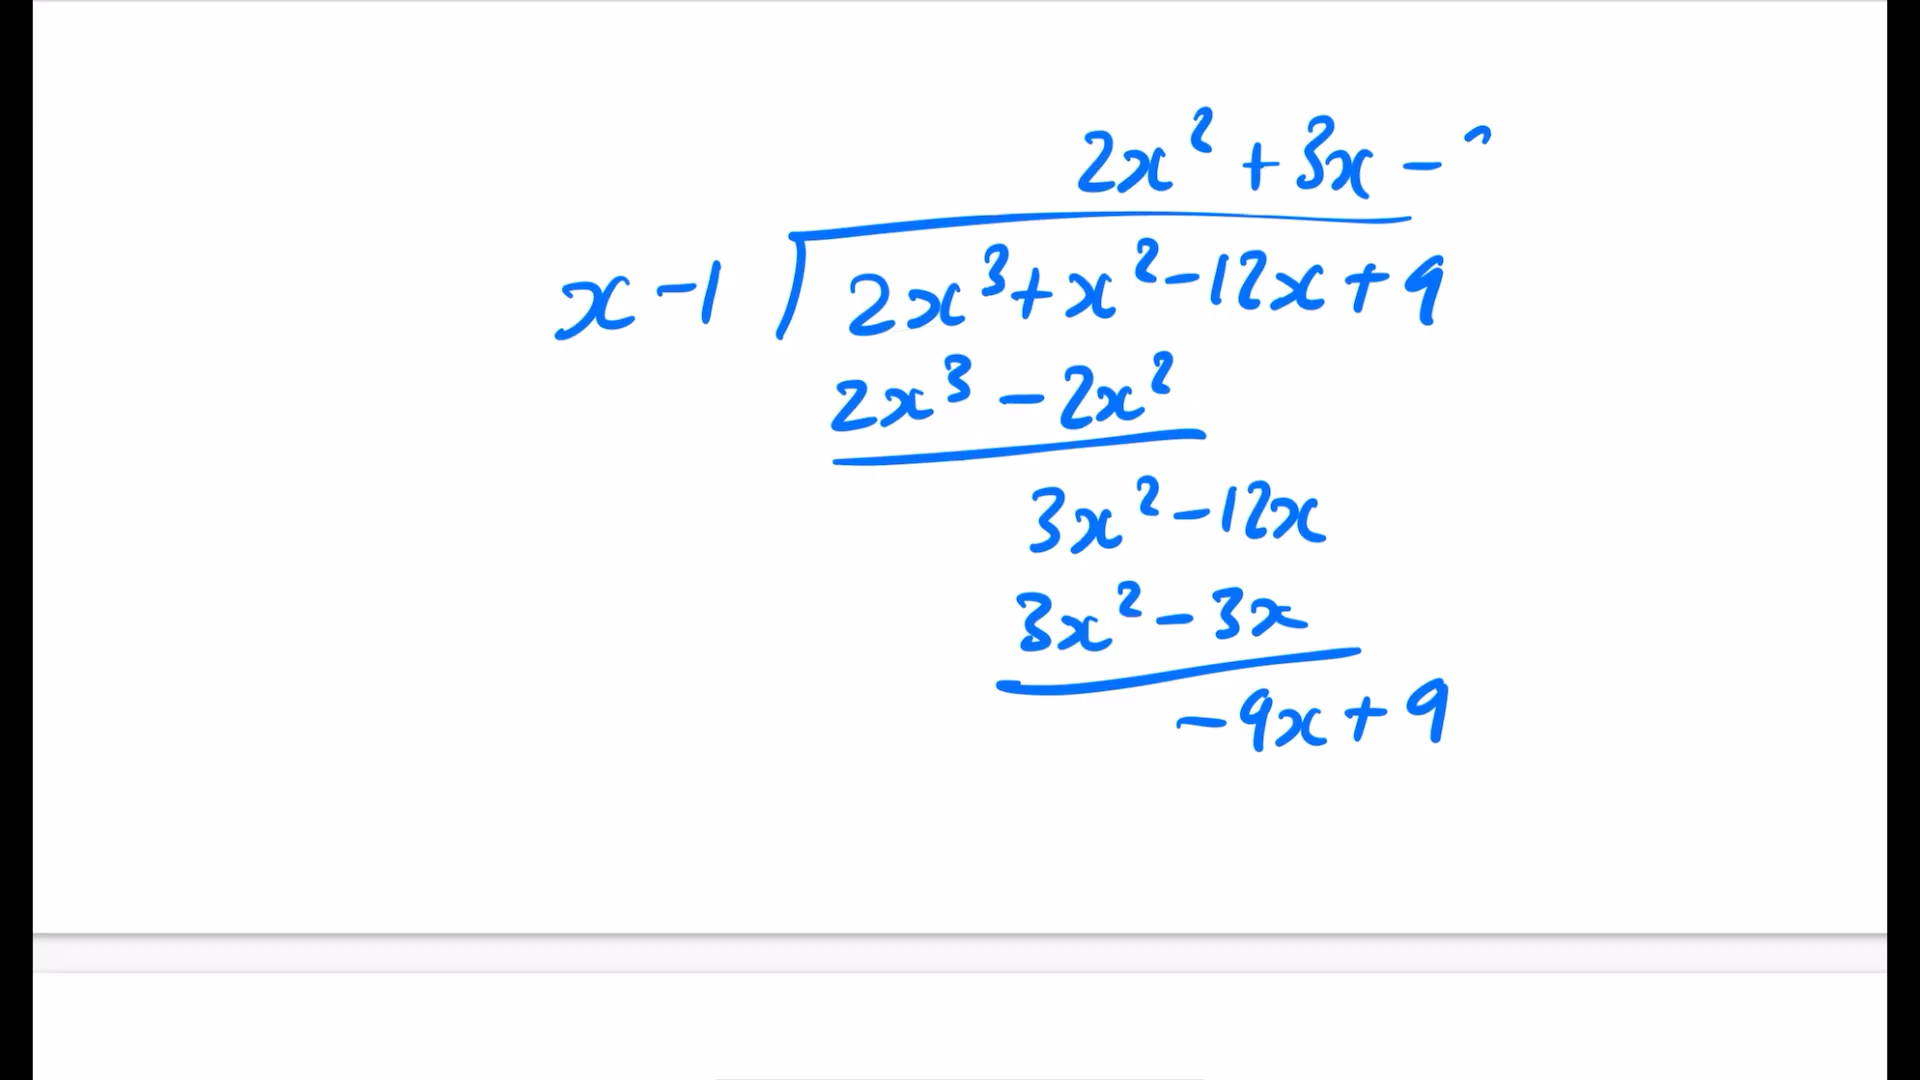 2x² + 3x -
x - 1 ) 2x³ + x² - 12x + 9
2x³ - 2x²
3x² - 12x
3x² - 3x
- 9x + 9